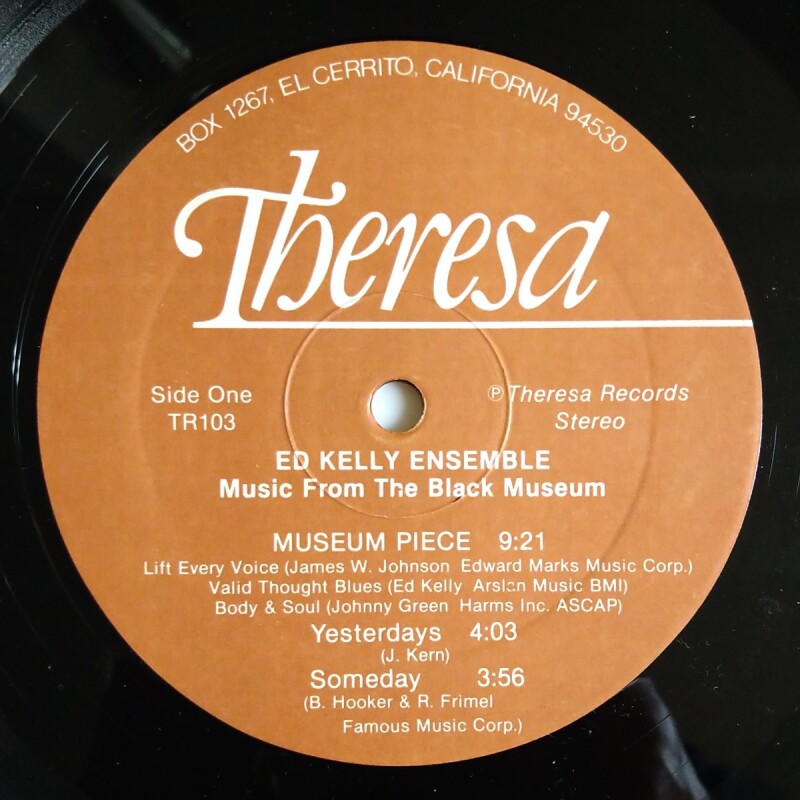 BOX 1267, EL CERRITO, CALIFORNIA 94530
Theresa
Side One
TR103
℗ Theresa Records
Stereo
ED KELLY ENSEMBLE
Music From The Black Museum
MUSEUM PIECE 9:21
Lift Every Voice (James W. Johnson Edward Marks Music Corp.)
Valid Thought Blues (Ed Kelly Arslan Music BMI)
Body & Soul (Johnny Green Harms Inc. ASCAP)
Yesterdays 4:03
(J. Kern)
Someday 3:56
(B. Hooker & R. Frimel
Famous Music Corp.)